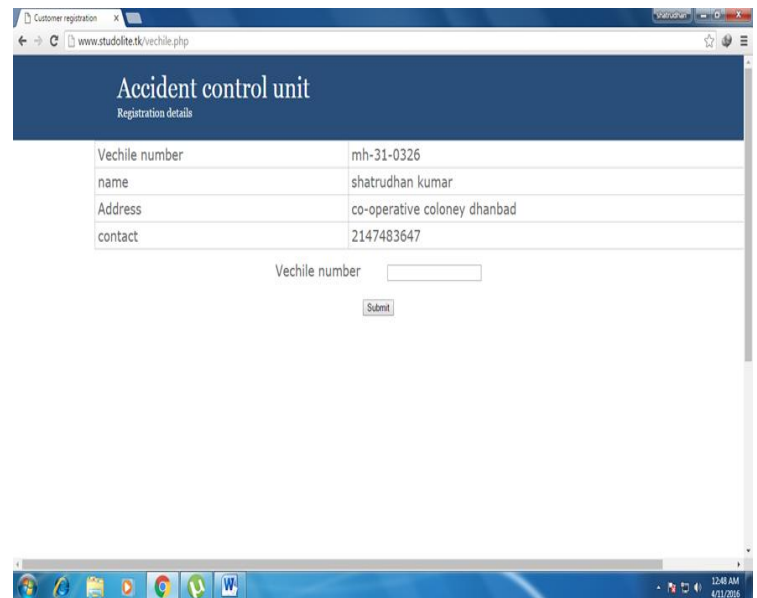 Customer registration
shatrudhan
www.studolite.tk/vechile.php
Accident control unit
Registration details
Vechile number mh-31-0326
name shatrudhan kumar
Address co-operative coloney dhanbad
contact 2147483647
Vechile number
Submit
12:48 AM
4/11/2016